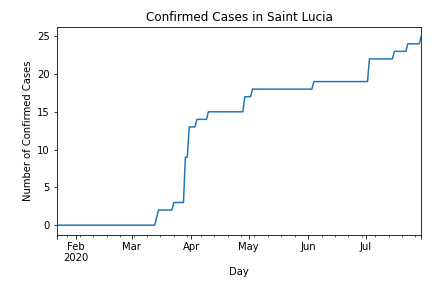 Confirmed Cases in Saint Lucia
Number of Confirmed Cases
25
20
15
10
5
0
Feb
2020
Mar
Apr
May
Jun
Jul
Day